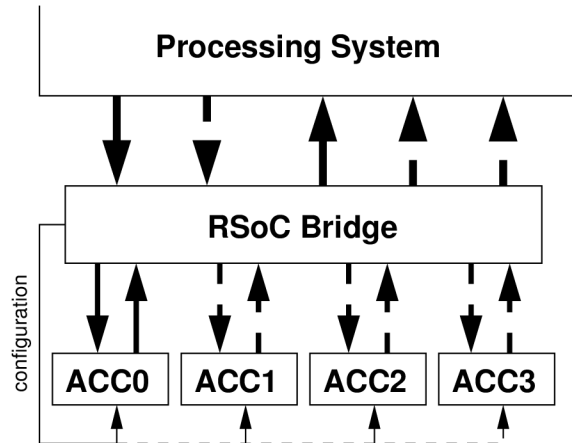 Processing System
RSoC Bridge
configuration
ACC0 ACC1 ACC2 ACC3